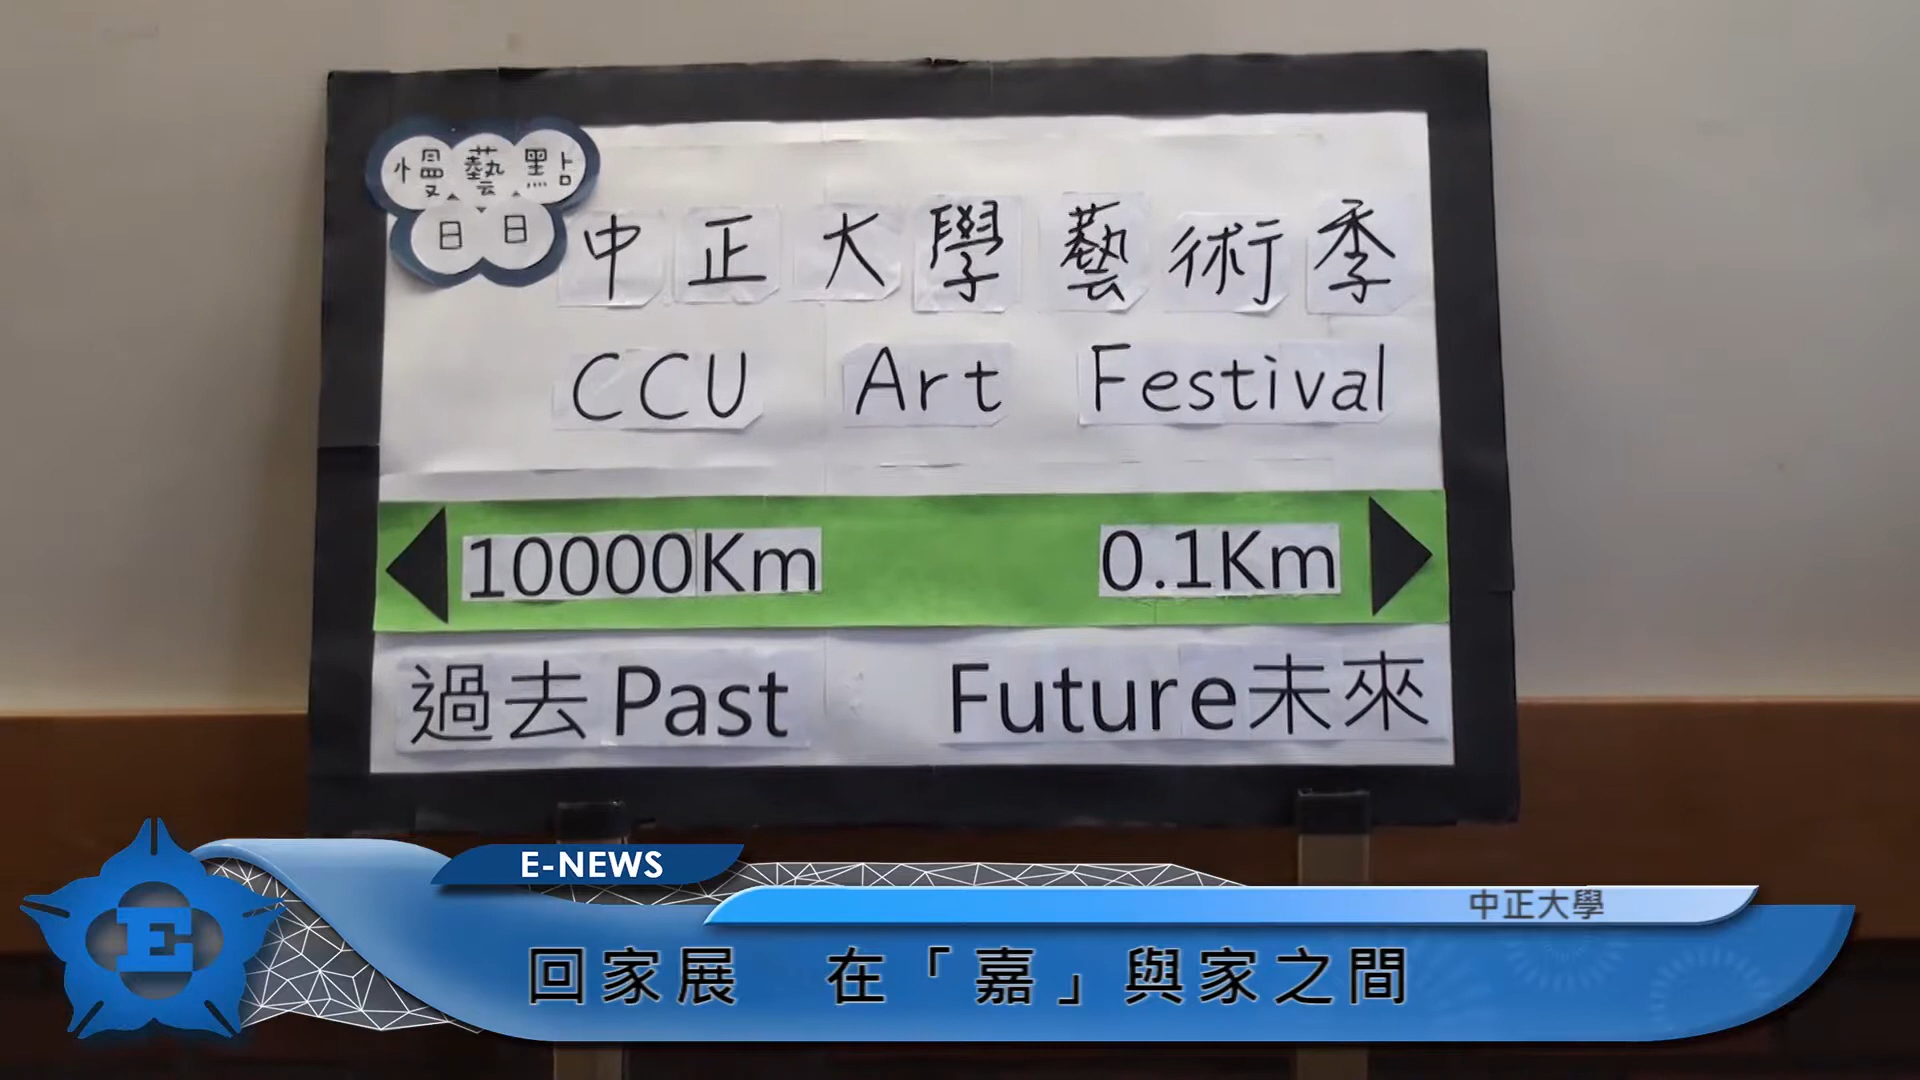 慢藝點
日日
中正大學藝術季
CCU Art Festival
10000Km 0.1Km
過去Past Future未來
E-NEWS
中正大學
E
回家展 在「嘉」與家之間